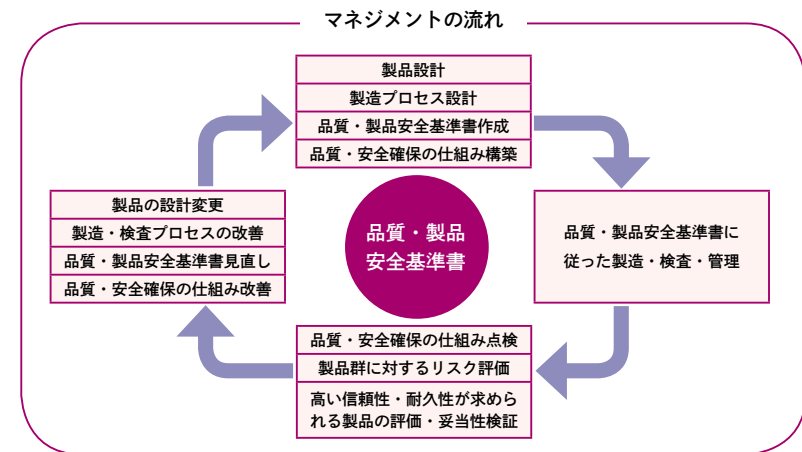 マネジメントの流れ
製品設計
製造プロセス設計
品質・製品安全基準書作成
品質・安全確保の仕組み構築
品質・製品安全基準書に
従った製造・検査・管理
品質・安全確保の仕組み点検
製品群に対するリスク評価
高い信頼性・耐久性が求めら
れる製品の評価・妥当性検証
製品の設計変更
製造・検査プロセスの改善
品質・製品安全基準書見直し
品質・安全確保の仕組み改善
品質・製品
安全基準書